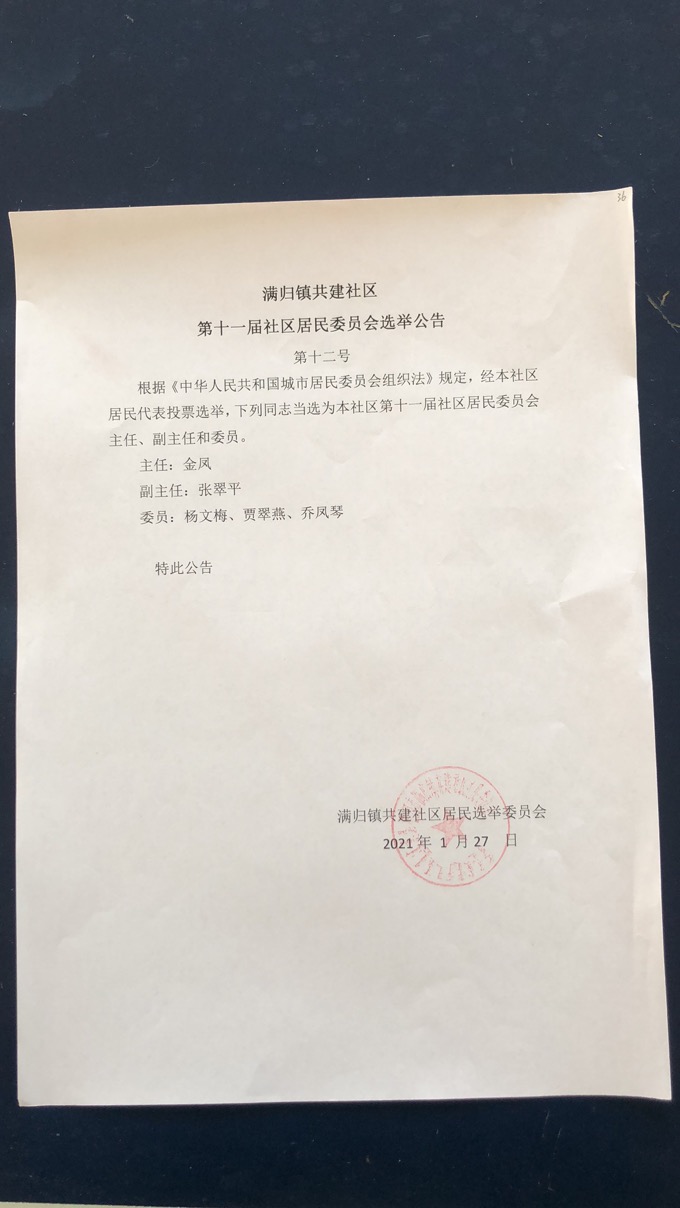 36
满归镇共建社区
第十一届社区居民委员会选举公告
第十二号
根据《中华人民共和国城市居民委员会组织法》规定，经本社区
居民代表投票选举，下列同志当选为本社区第十一届社区居民委员会
主任、副主任和委员。
主任：金凤
副主任：张翠平
委员：杨文梅、贾翠燕、乔凤琴
特此公告
满归镇共建社区居民选举委员会
2021 年 1 月 27 日